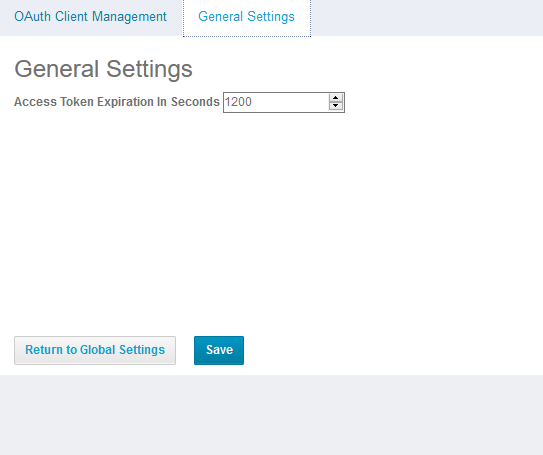 OAuth Client Management General Settings
General Settings
Access Token Expiration In Seconds 1200
Return to Global Settings Save